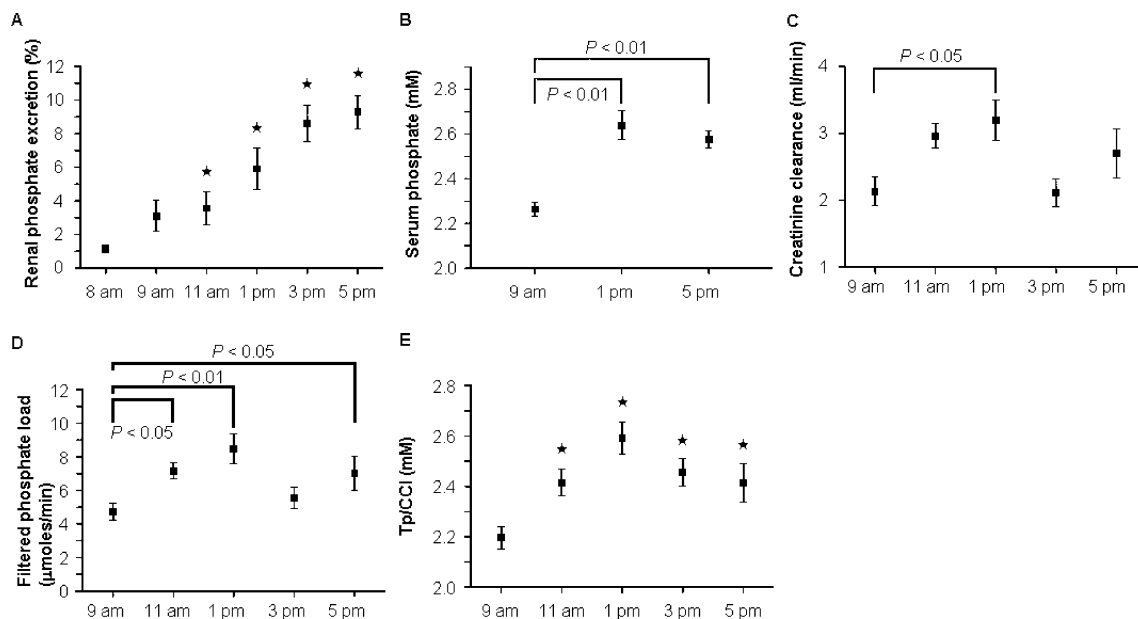 A
Renal phosphate excretion (%)
12
10
8
6
4
2
0
★
★
★
★
8 am 9 am 11 am 1 pm 3 pm 5 pm
B
Serum phosphate (mM)
P < 0.01
P < 0.01
2.8
2.6
2.4
2.2
2.0
9 am 1 pm 5 pm
C
Creatinine clearance (ml/min)
P < 0.05
4
3
2
1
9 am 11 am 1 pm 3 pm 5 pm
D
Filtered phosphate load
(μmoles/min)
P < 0.05
P < 0.01
P < 0.05
12
10
8
6
4
2
0
9 am 11 am 1 pm 3 pm 5 pm
E
Tp/CCl (mM)
2.8
2.6
2.4
2.2
2.0
★
★
★
★
9 am 11 am 1 pm 3 pm 5 pm